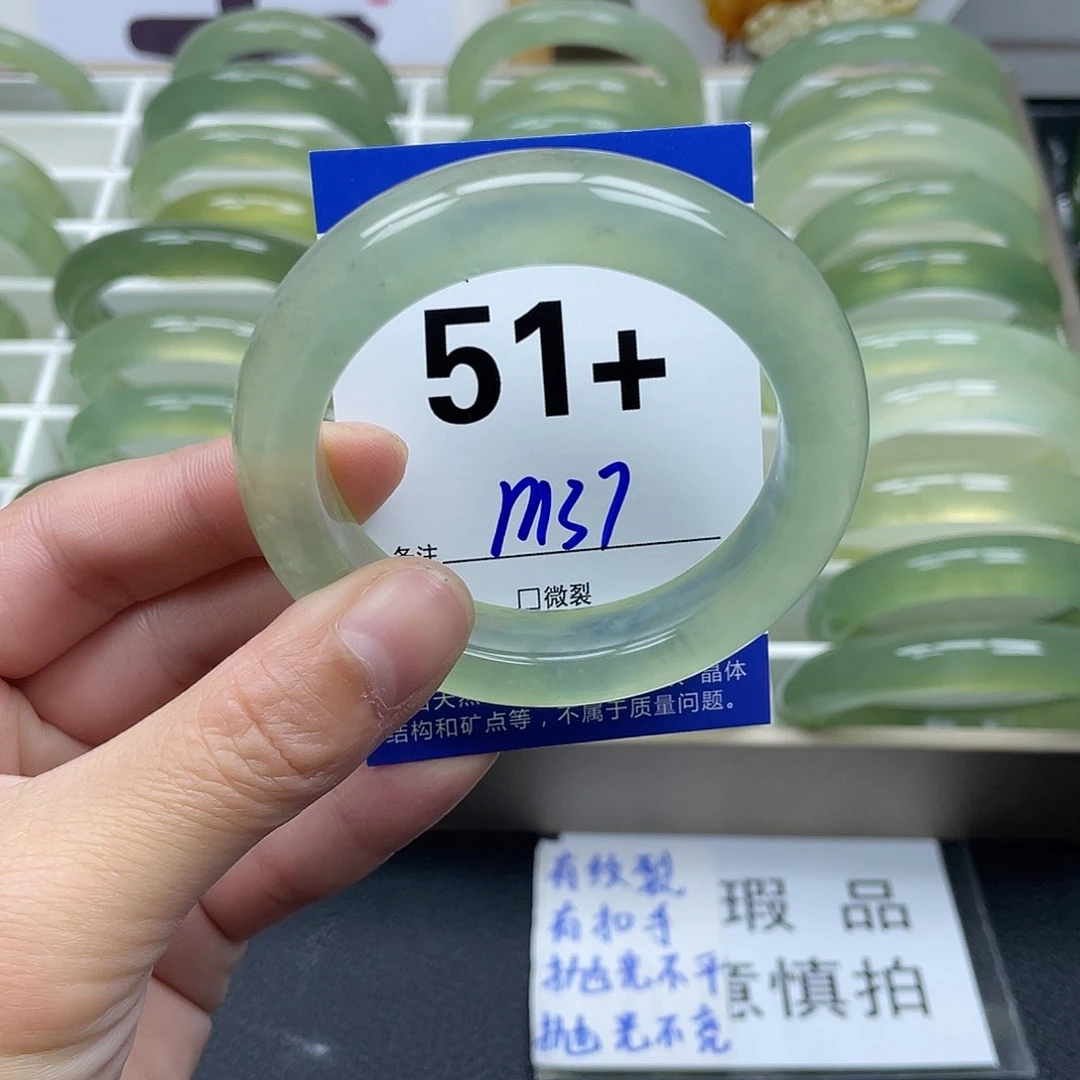 51+
M37
备注
□微裂
晶体
结构和矿点等，不属于质量问题。
有纹裂
有扣手
抛光不平
抛光不亮
瑕品
慎拍